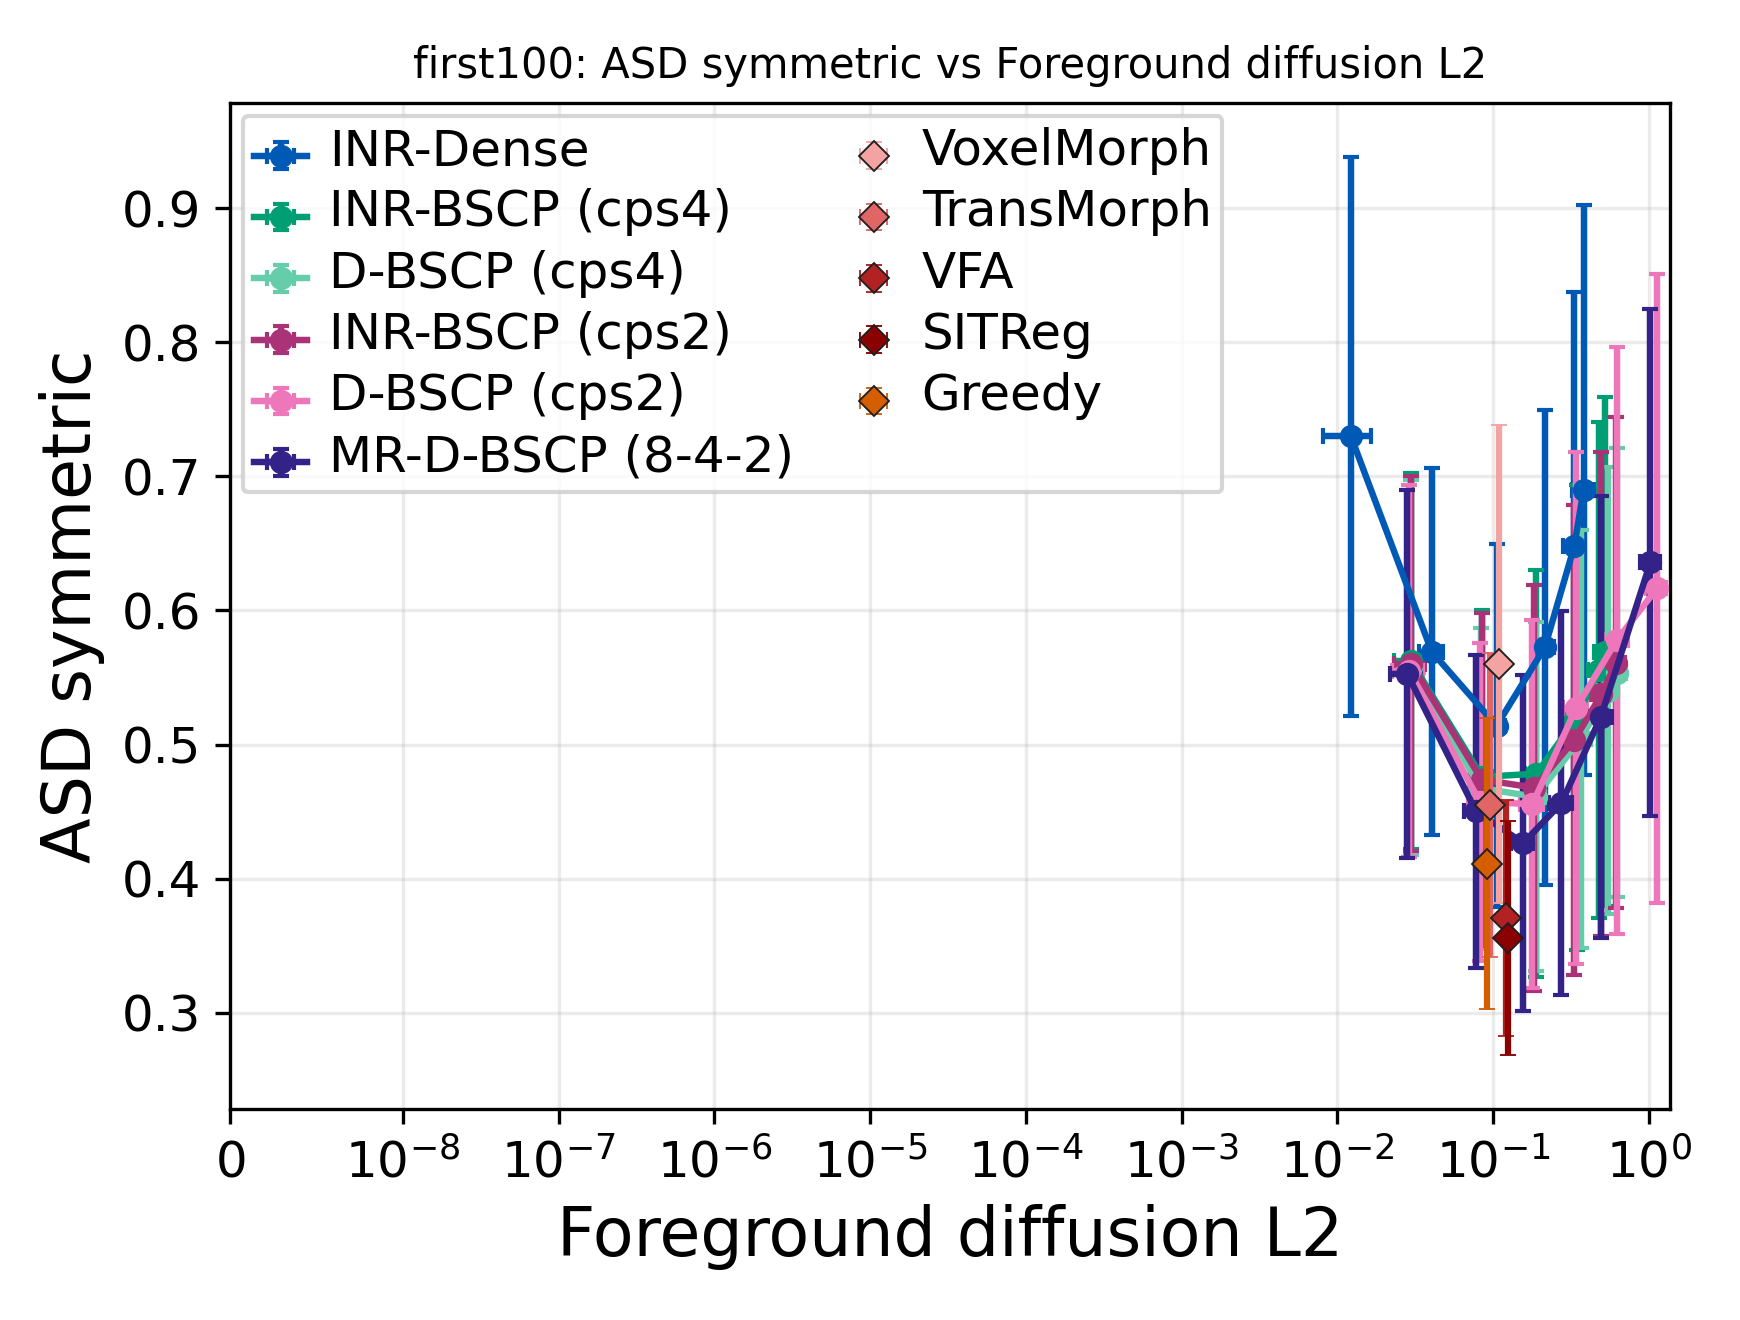 first100: ASD symmetric vs Foreground diffusion L2
INR-Dense
INR-BSCP (cps4)
D-BSCP (cps4)
INR-BSCP (cps2)
D-BSCP (cps2)
MR-D-BSCP (8-4-2)
VoxelMorph
TransMorph
VFA
SITReg
Greedy
ASD symmetric
0.9
0.8
0.7
0.6
0.5
0.4
0.3
0 10⁻⁸ 10⁻⁷ 10⁻⁶ 10⁻⁵ 10⁻⁴ 10⁻³ 10⁻² 10⁻¹ 10⁰
Foreground diffusion L2